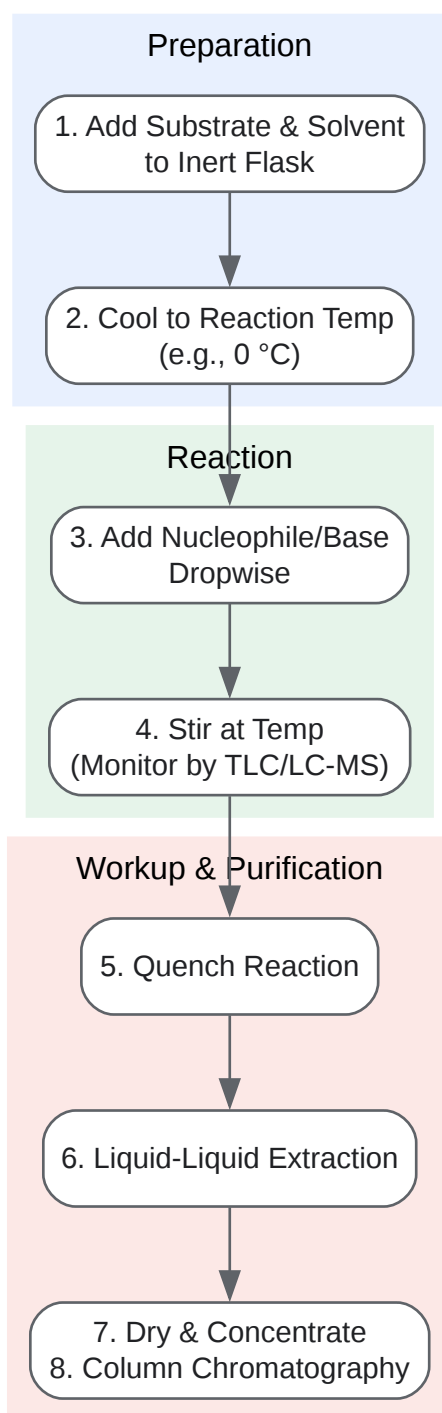 Preparation
1. Add Substrate & Solvent
to Inert Flask
2. Cool to Reaction Temp
(e.g., 0 °C)
Reaction
3. Add Nucleophile/Base
Dropwise
4. Stir at Temp
(Monitor by TLC/LC-MS)
Workup & Purification
5. Quench Reaction
6. Liquid-Liquid Extraction
7. Dry & Concentrate
8. Column Chromatography